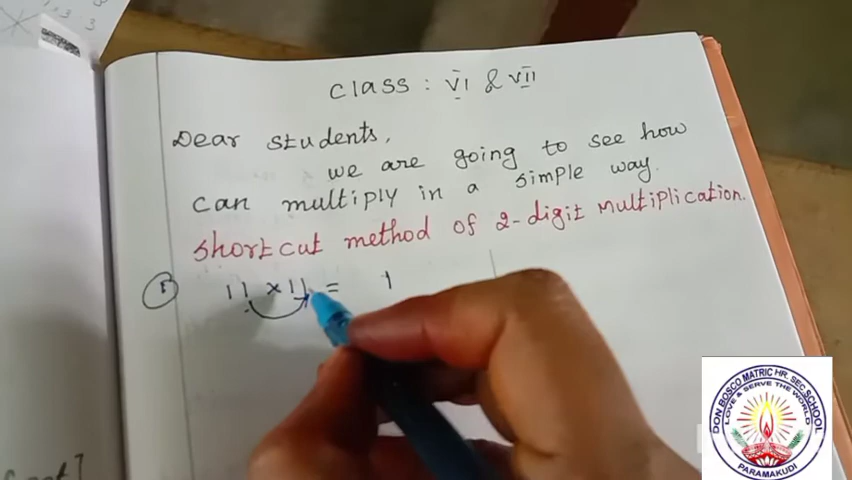 Class : VI & VII
Dear students,
we are going to see how
can multiply in a simple way.
shortcut method of 2-digit multiplication.
11 × 11 = 1
DON BOSCO MATRIC HR. SEC. SCHOOL
LOVE & SERVE THE WORLD
PARAMAKUDI